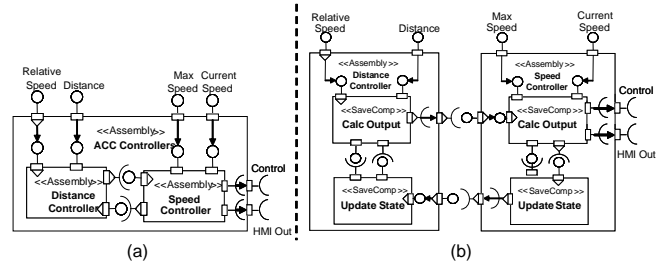 Relative Speed
Distance
Max Speed
Current Speed
<<Assembly>>
ACC Controllers
Control
<<Assembly>>
Distance Controller
<<Assembly>>
Speed Controller
HMI Out
(a)
Relative Speed
Distance
Max Speed
Current Speed
<<Assembly>>
Distance Controller
<<Assembly>>
Speed Controller
Control
<<SaveComp >>
Calc Output
<<SaveComp >>
Calc Output
HMI Out
<<SaveComp >>
Update State
<<SaveComp >>
Update State
(b)